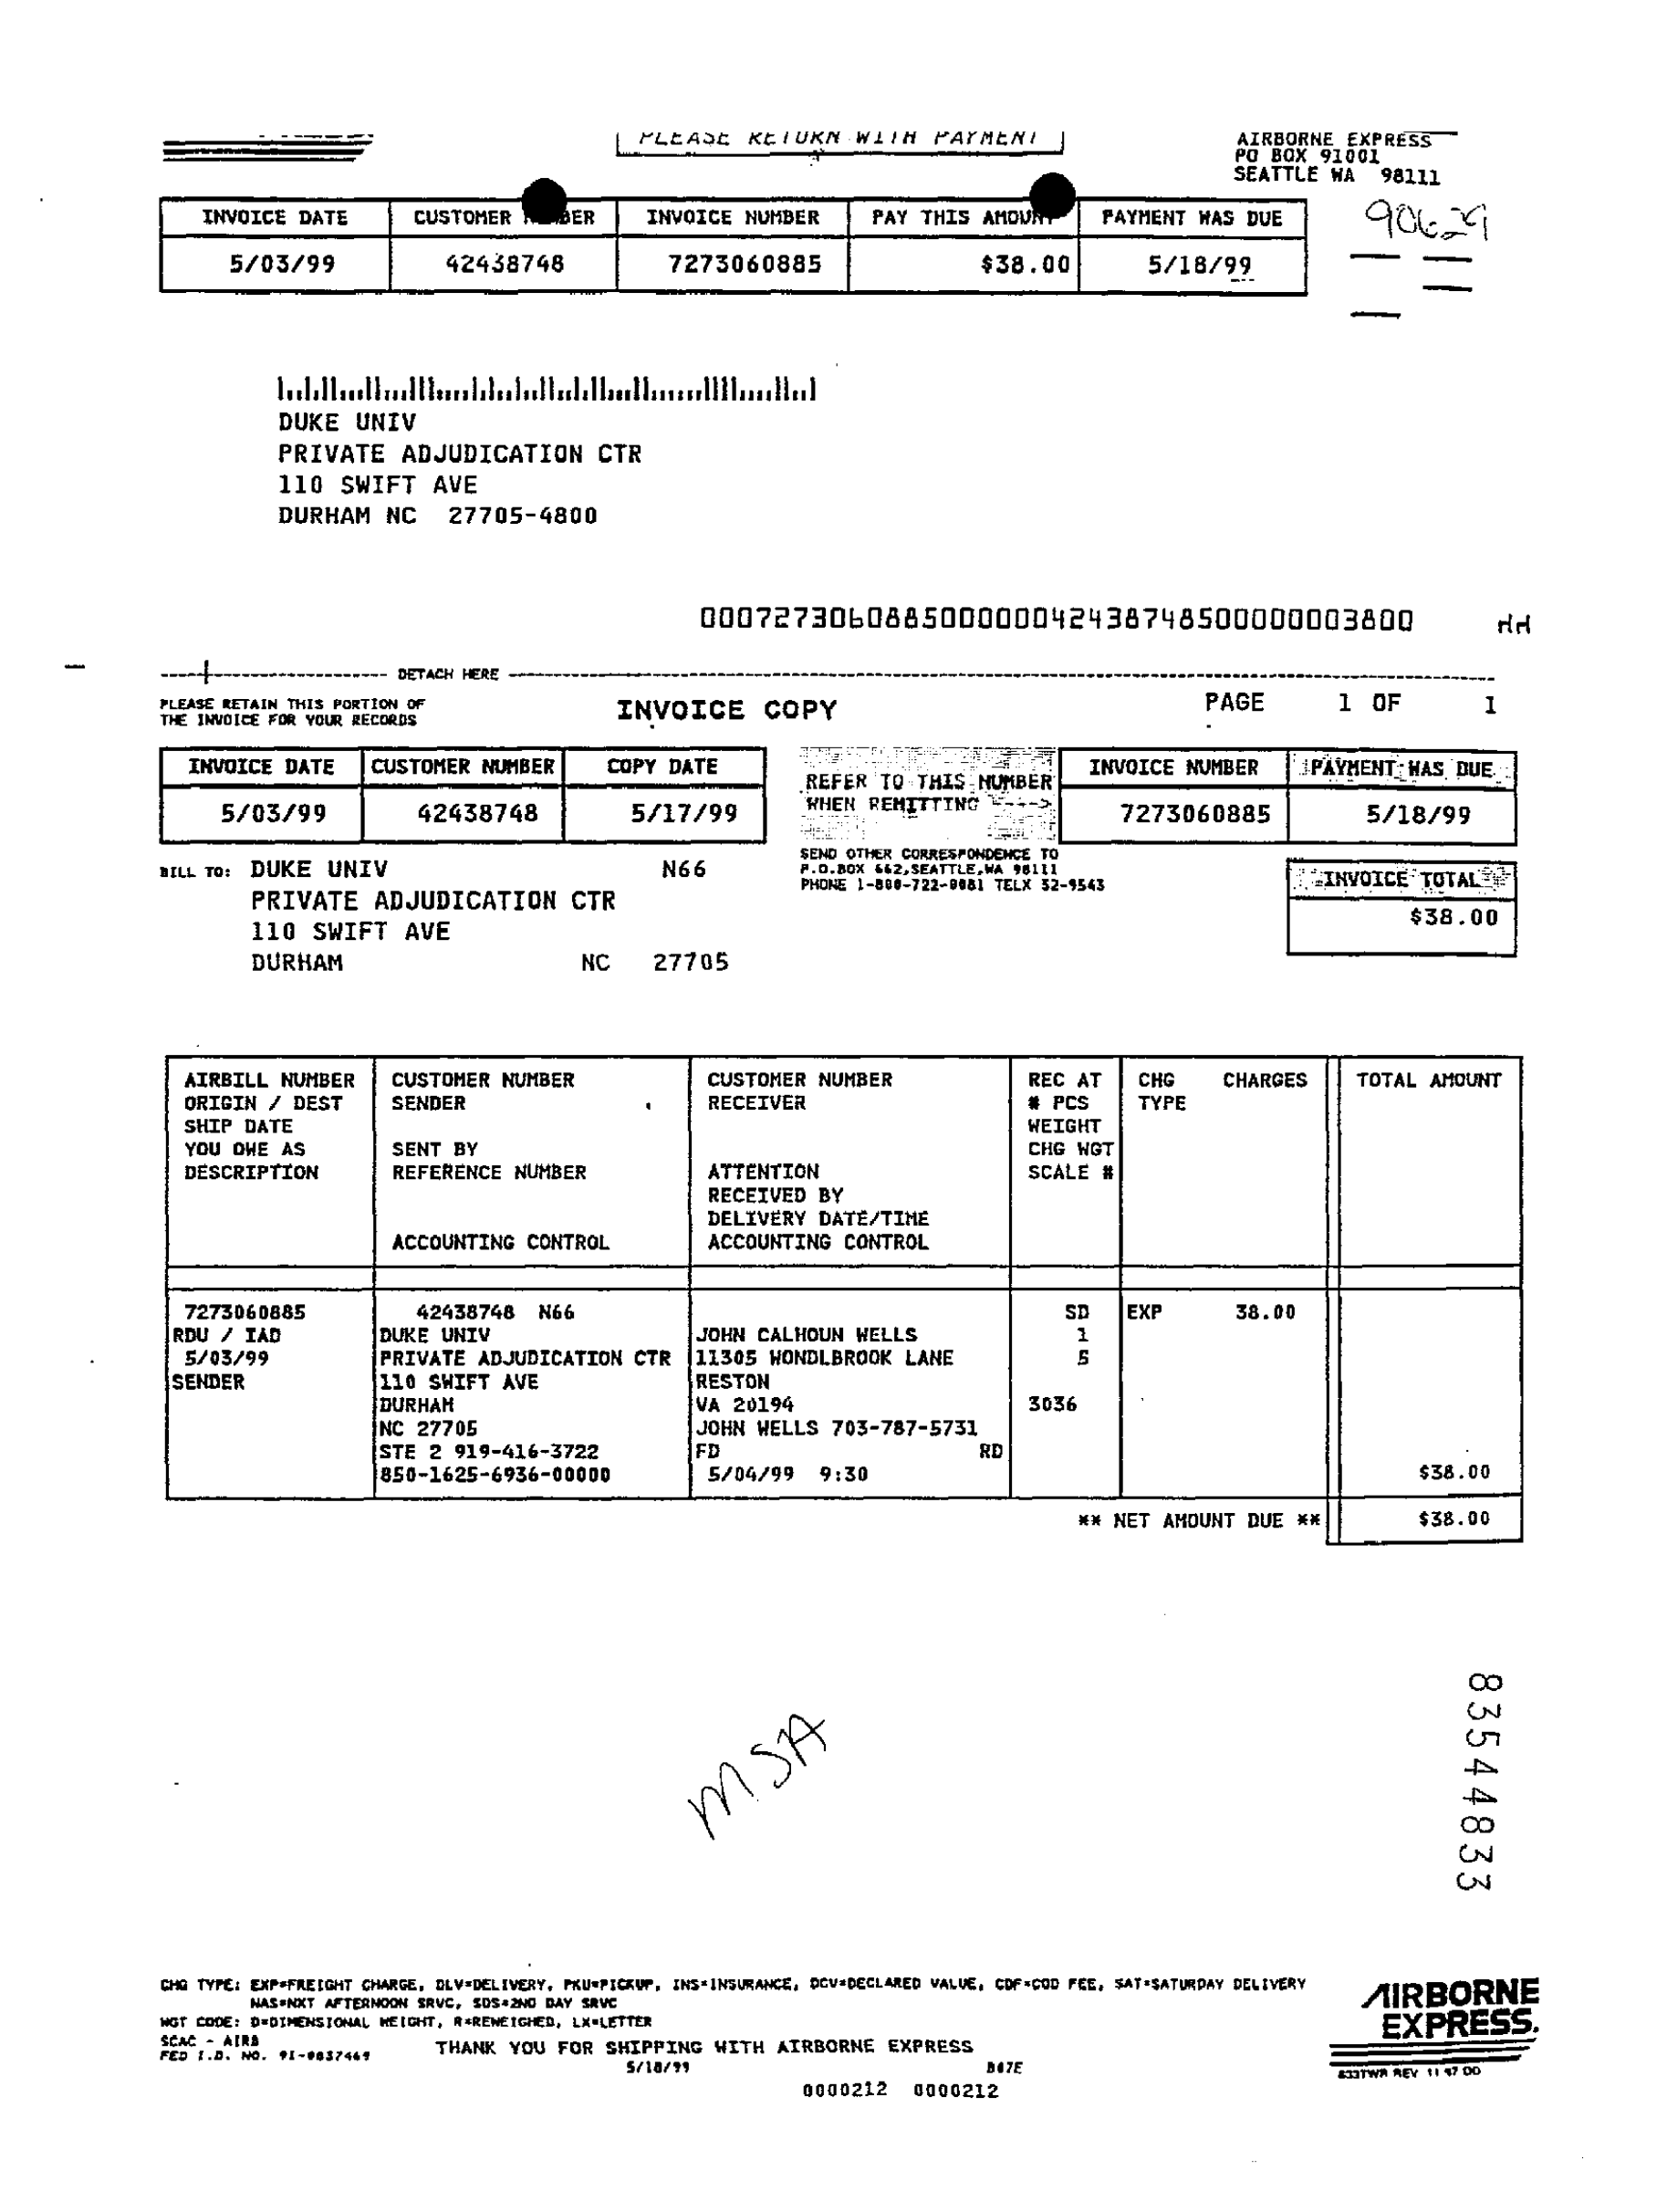 PLEASE RETURN WITH PAYMENT
AIRBORNE EXPRESS
PO BOX 91001
SEATTLE WA 98111
90629
INVOICE DATE CUSTOMER INVOICE NUMBER PAY THIS AMOUNT PAYMENT WAS DUE
5/03/99 42438748 7273060885 $38.00 5/18/99
DUKE UNIV
PRIVATE ADJUDICATION CTR
110 SWIFT AVE
DURHAM NC 27705-4800
000727306088500000042438748500000003800
DETACH HERE
PLEASE RETAIN THIS PORTION OF
THE INVOICE FOR YOUR RECORDS
INVOICE COPY
PAGE 1 OF 1
INVOICE DATE CUSTOMER NUMBER COPY DATE
5/03/99 42438748 5/17/99
REFER TO THIS NUMBER
WHEN REMITTING ---->
INVOICE NUMBER PAYMENT WAS DUE
7273060885 5/18/99
BILL TO: DUKE UNIV N66
PRIVATE ADJUDICATION CTR
110 SWIFT AVE
DURHAM NC 27705
SEND OTHER CORRESPONDENCE TO
P.O.BOX 662,SEATTLE,WA 98111
PHONE 1-800-722-0081 TELX 32-9543
INVOICE TOTAL
$38.00
AIRBILL NUMBER CUSTOMER NUMBER CUSTOMER NUMBER REC AT CHG CHARGES TOTAL AMOUNT
ORIGIN / DEST SENDER RECEIVER # PCS TYPE
SHIP DATE WEIGHT
YOU OWE AS SENT BY CHG WGT
DESCRIPTION REFERENCE NUMBER ATTENTION SCALE #
RECEIVED BY
DELIVERY DATE/TIME
ACCOUNTING CONTROL ACCOUNTING CONTROL
7273060885 42438748 N66 SD EXP 38.00
RDU / IAD DUKE UNIV JOHN CALHOUN WELLS 1
5/03/99 PRIVATE ADJUDICATION CTR 11305 WONDLBROOK LANE 5
SENDER 110 SWIFT AVE RESTON
DURHAM VA 20194 3036
NC 27705 JOHN WELLS 703-787-5731
STE 2 919-416-3722 FD RD
850-1625-6936-00000 5/04/99 9:30 $38.00
** NET AMOUNT DUE ** $38.00
MSA
83544833
CHG TYPE: EXP=FREIGHT CHARGE, DLV=DELIVERY, PKU=PICKUP, INS=INSURANCE, DCV=DECLARED VALUE, CDF=COD FEE, SAT=SATURDAY DELIVERY
NAS=NXT AFTERNOON SRVC, SDS=2ND DAY SRVC
WGT CODE: D=DIMENSIONAL WEIGHT, R=REWEIGHED, LX=LETTER
SCAC - AIRB
FED I.D. NO. 91-0837469
THANK YOU FOR SHIPPING WITH AIRBORNE EXPRESS
5/18/99
0000212 0000212
AIRBORNE
EXPRESS.